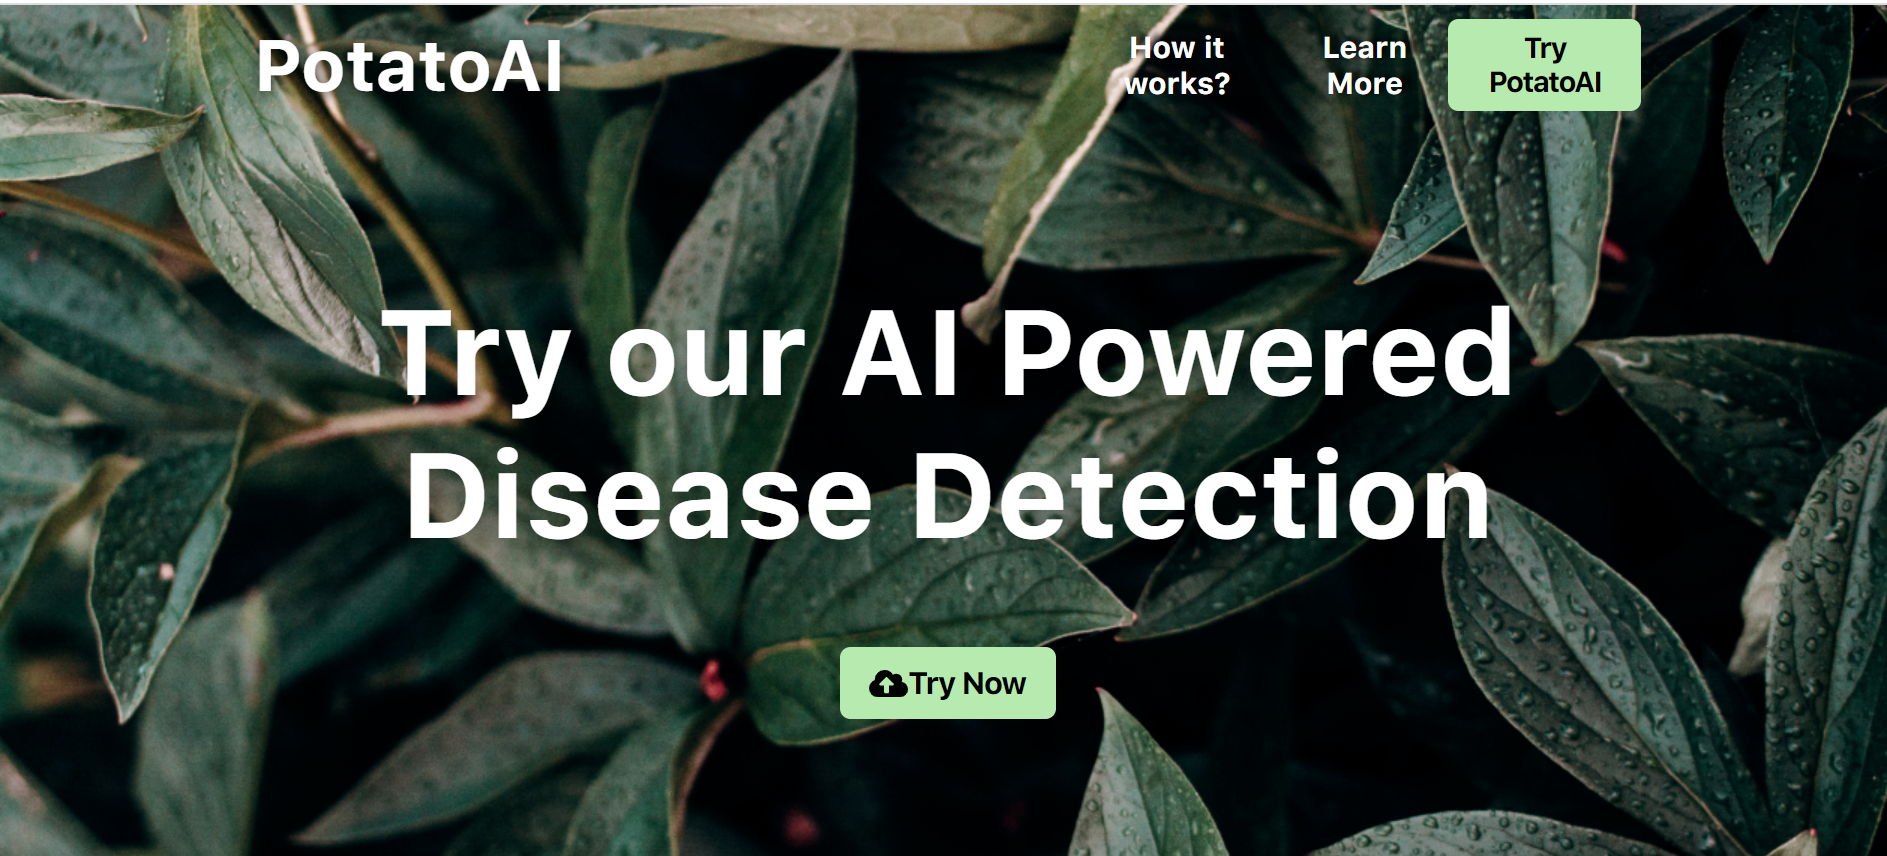 PotatoAI
How it
works?
Learn
More
Try
PotatoAI
Try our AI Powered
Disease Detection
Try Now